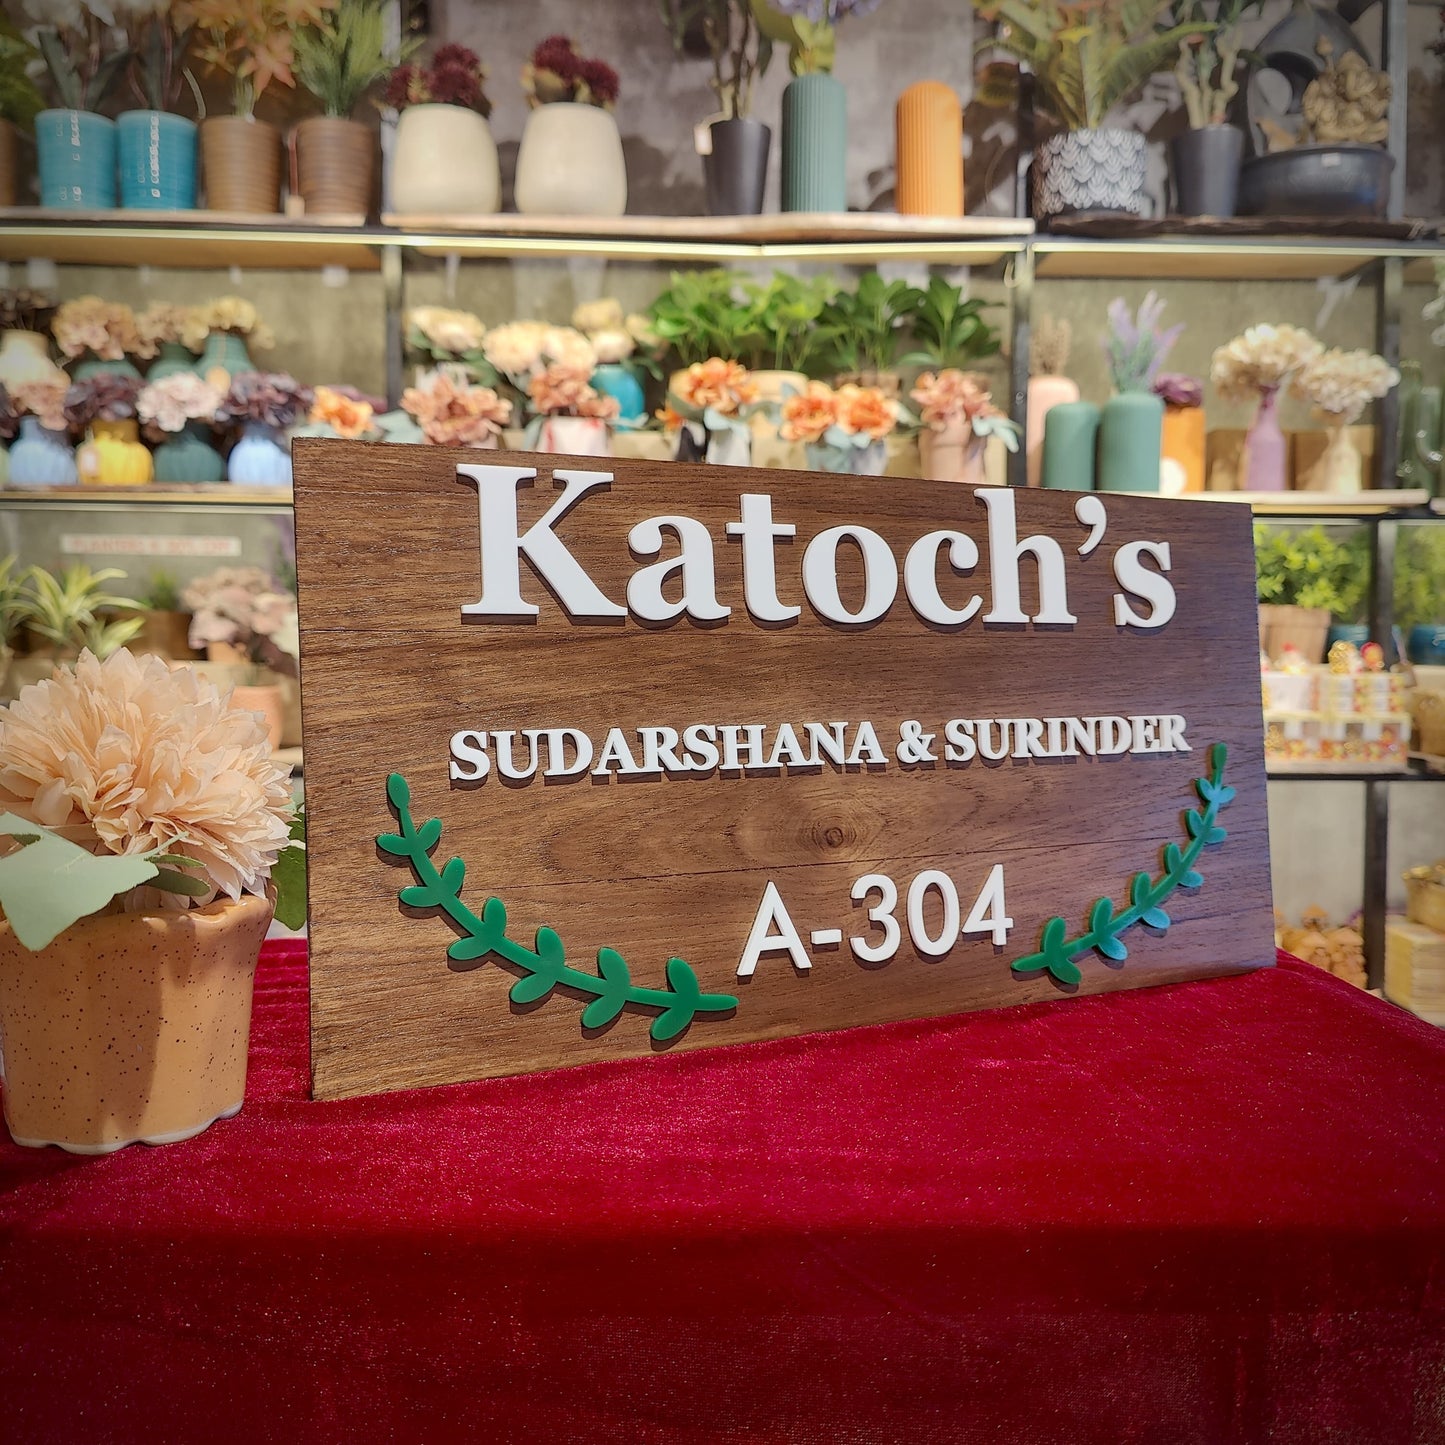 Katoch's
SUDARSHANA & SURINDER
A-304